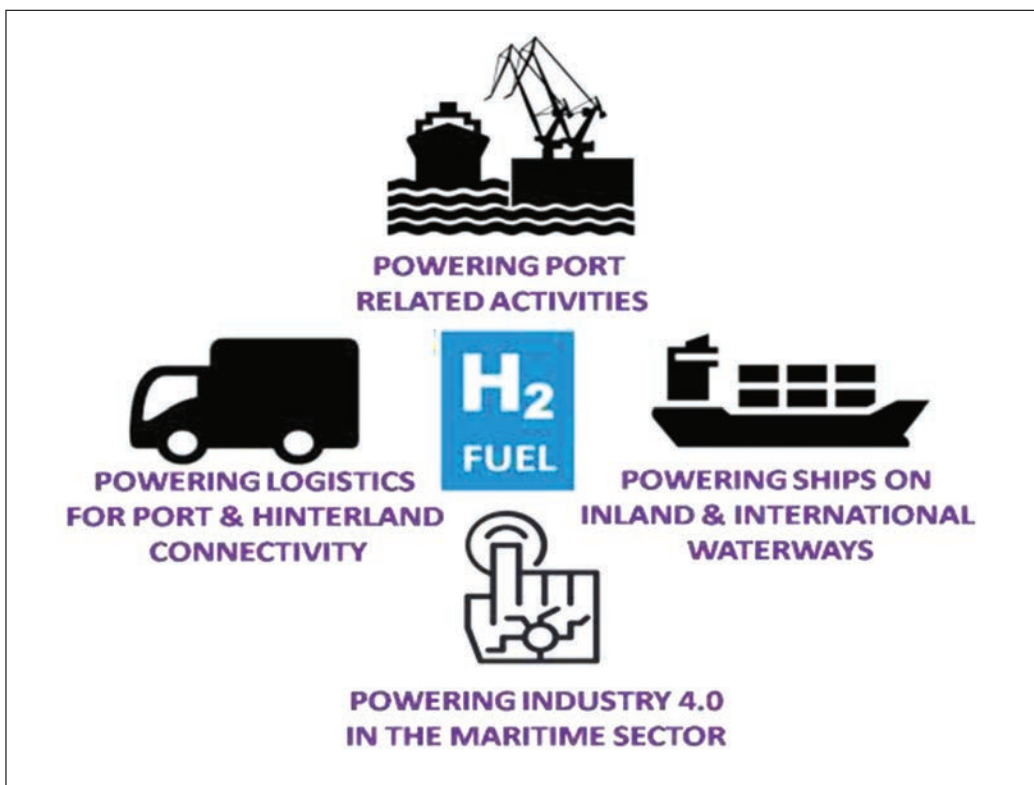 POWERING PORT
RELATED ACTIVITIES
H2
FUEL
POWERING LOGISTICS
FOR PORT & HINTERLAND
CONNECTIVITY
POWERING SHIPS ON
INLAND & INTERNATIONAL
WATERWAYS
POWERING INDUSTRY 4.0
IN THE MARITIME SECTOR